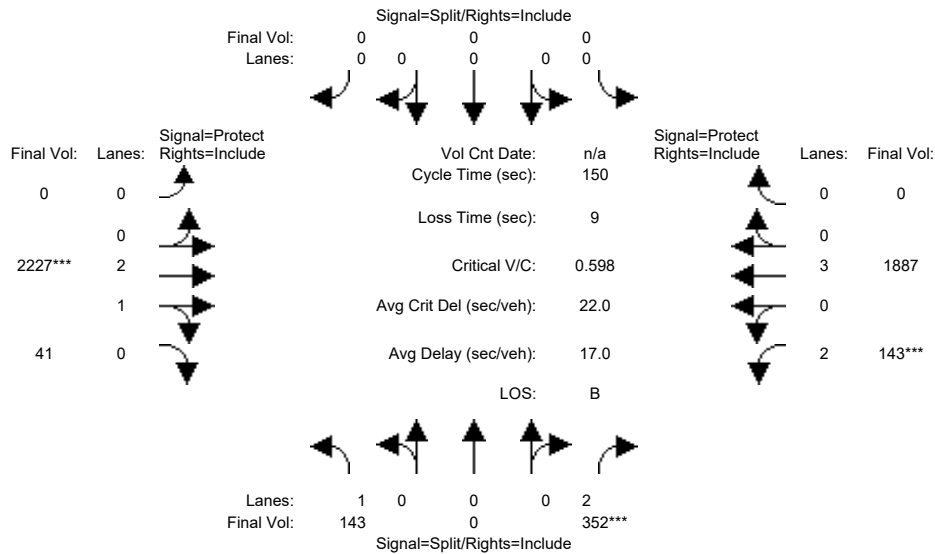 Signal=Split/Rights=Include
Final Vol: 0 0 0
Lanes: 0 0 0 0 0
Signal=Protect Signal=Protect
Final Vol: Lanes: Rights=Include Vol Cnt Date: n/a Rights=Include Lanes: Final Vol:
Cycle Time (sec): 150
0 0 0 0
Loss Time (sec): 9
0 0
2227*** 2 Critical V/C: 0.598 3 1887
1 Avg Crit Del (sec/veh): 22.0 0
41 0 Avg Delay (sec/veh): 17.0 2 143***
LOS: B
Lanes: 1 0 0 0 2
Final Vol: 143 0 352***
Signal=Split/Rights=Include